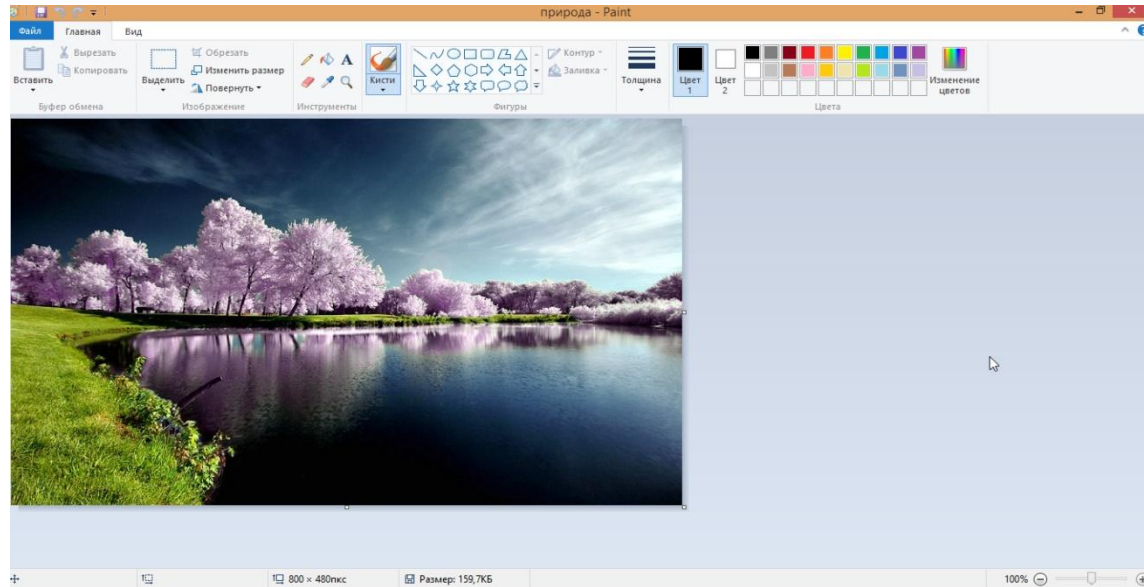 природа - Paint
Файл Главная Вид
Вставить
Вырезать
Копировать
Буфер обмена
Выделить
Обрезать
Изменить размер
Повернуть
Изображение
A
Инструменты
Кисти
Контур
Заливка
Фигуры
Толщина
Цвет 1
Цвет 2
Изменение цветов
Цвета
800 × 480пкс
Размер: 159,7КБ
100%